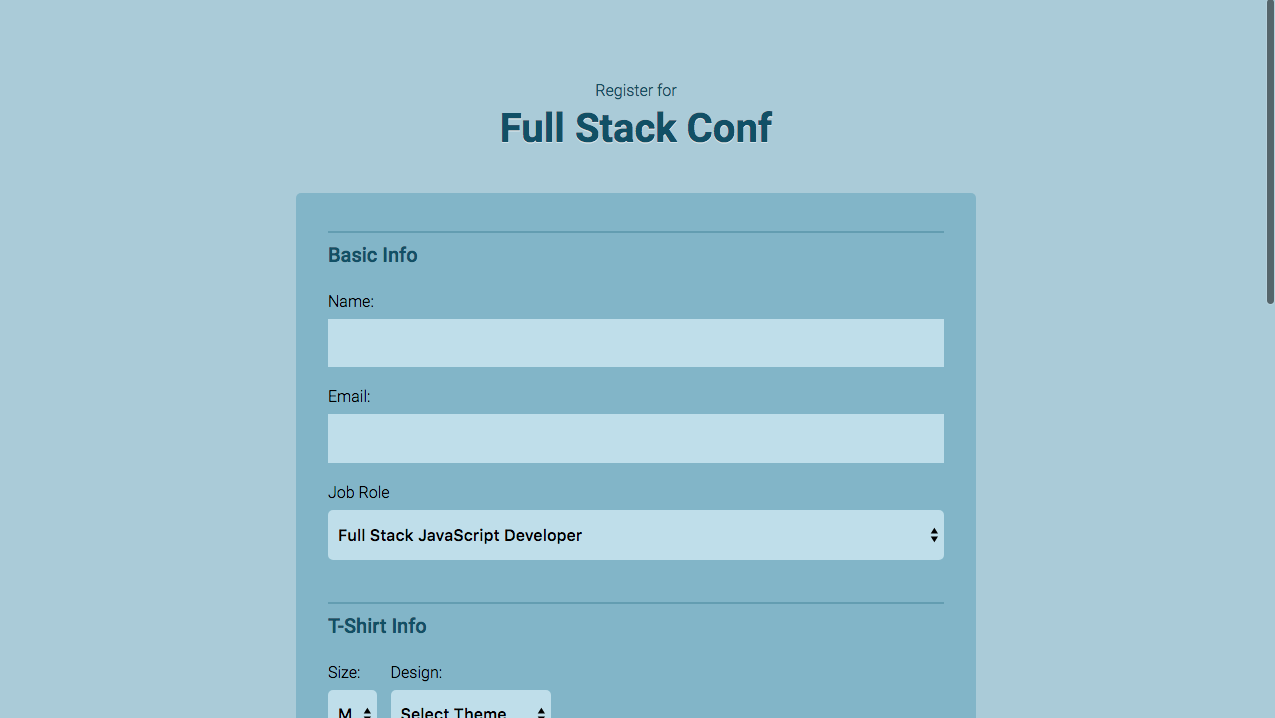 Register for
Full Stack Conf
Basic Info
Name:
Email:
Job Role
Full Stack JavaScript Developer
T-Shirt Info
Size: Design:
M Select Theme